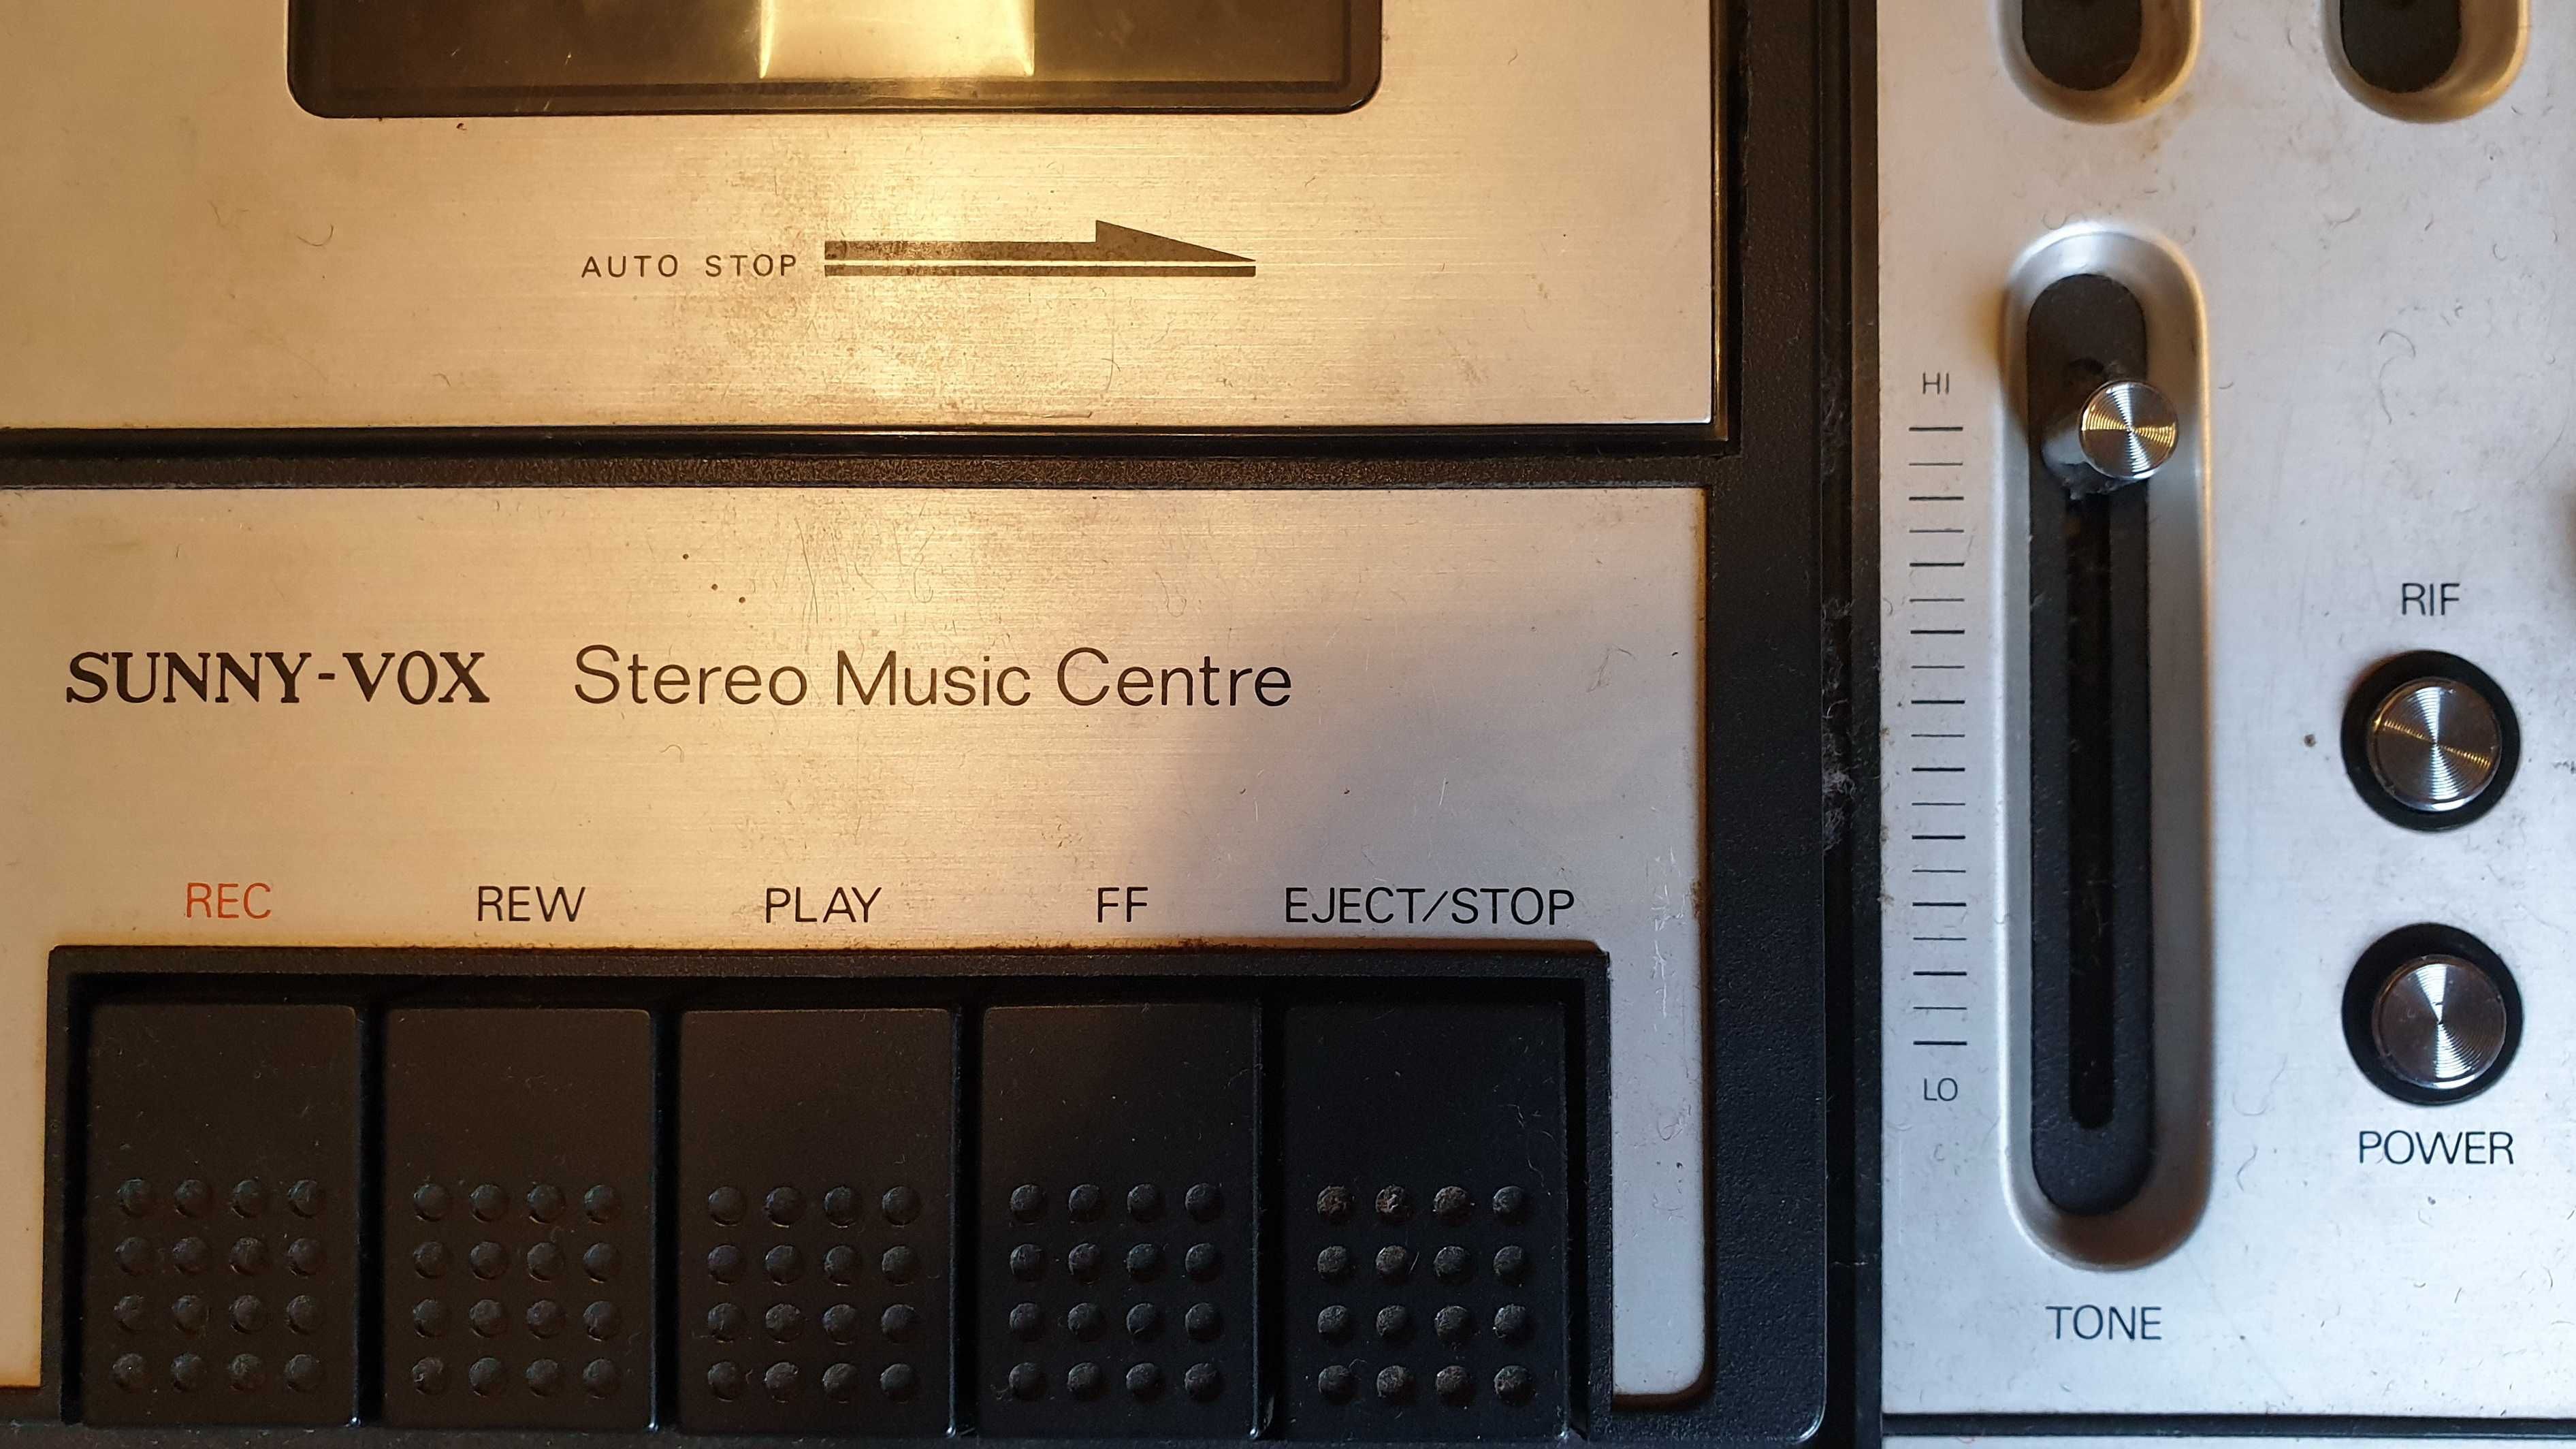 AUTO STOP
SUNNY-VOX Stereo Music Centre
REC REW PLAY FF EJECT/STOP
HI
LO
TONE
RIF
POWER